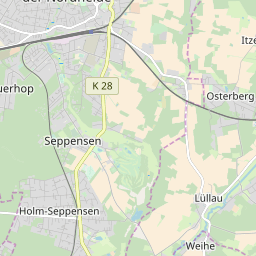 der Nordheide
Itze
K 28
Osterberg
uerhop
Seppensen
Lüllau
Holm-Seppensen
Weihe